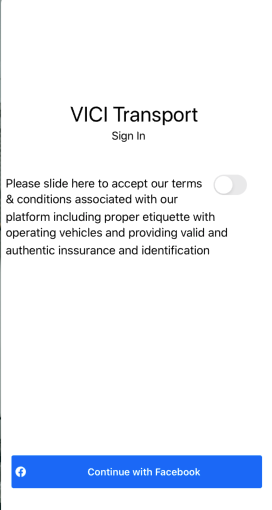 VICI Transport
Sign In
Please slide here to accept our terms
& conditions associated with our
platform including proper etiquette with
operating vehicles and providing valid and
authentic inssurance and identification
Continue with Facebook